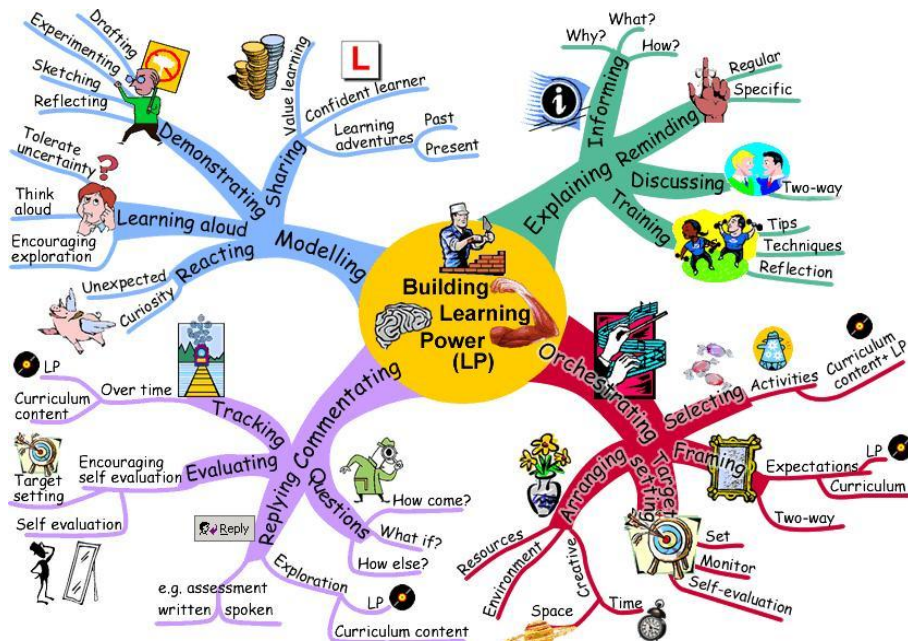 Building
Learning
Power
(LP)
Modelling
Demonstrating
Drafting
Experimenting
Sketching
Reflecting
Sharing
Value learning
L
Confident learner
Learning
adventures
Past
Present
Learning aloud
Tolerate
uncertainty
?
Think
aloud
Encouraging
exploration
Reacting
Unexpected
Curiosity
Explaining
Informing
Why?
What?
How?
i
Reminding
Regular
Specific
Discussing
Two-way
Training
Tips
Techniques
Reflection
Orchestrating
Selecting
Activities
Curriculum
content+ LP
Framing
Expectations
LP
Curriculum
Two-way
Target
setting
Set
Monitor
Self-evaluation
Arranging
Resources
Environment
Creative
Space
Time
Commentating
Tracking
Over time
LP
Curriculum
content
Evaluating
Encouraging
self evaluation
Target
setting
Self evaluation
Replying
Reply
e.g. assessment
written spoken
Exploration
LP
Curriculum content
Questions
How come?
What if?
How else?